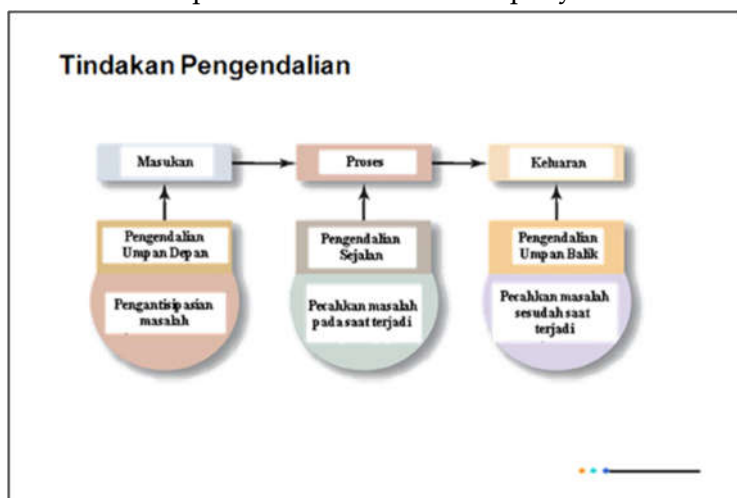 Tindakan Pengendalian
Masukan
Proses
Keluaran
Pengendalian
Umpan Depan
Pengendalian
Sejalan
Pengendalian
Umpan Balik
Pengantisipasian
masalah
Pecahkan masalah
pada saat terjadi
Pecahkan masalah
sesudah saat
terjadi